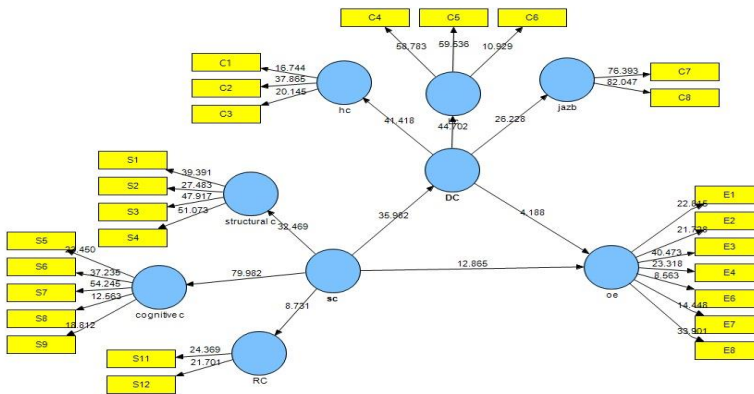 C4
C5
C6
58.783
59.536
10.929
C1
C2
C3
16.744
37.865
20.145
hc
C7
C8
76.393
82.047
jazb
41.418
44.702
26.228
DC
S1
S2
S3
S4
39.391
27.483
47.917
51.073
structural c
32.469
35.982
4.188
E1
E2
E3
E4
E6
E7
E8
22.815
40.473
23.318
8.563
14.448
33.901
oe
S5
S6
S7
S8
S9
37.235
54.245
12.563
18.812
cognitive c
79.982
sc
12.865
8.731
S11
S12
24.369
21.701
RC